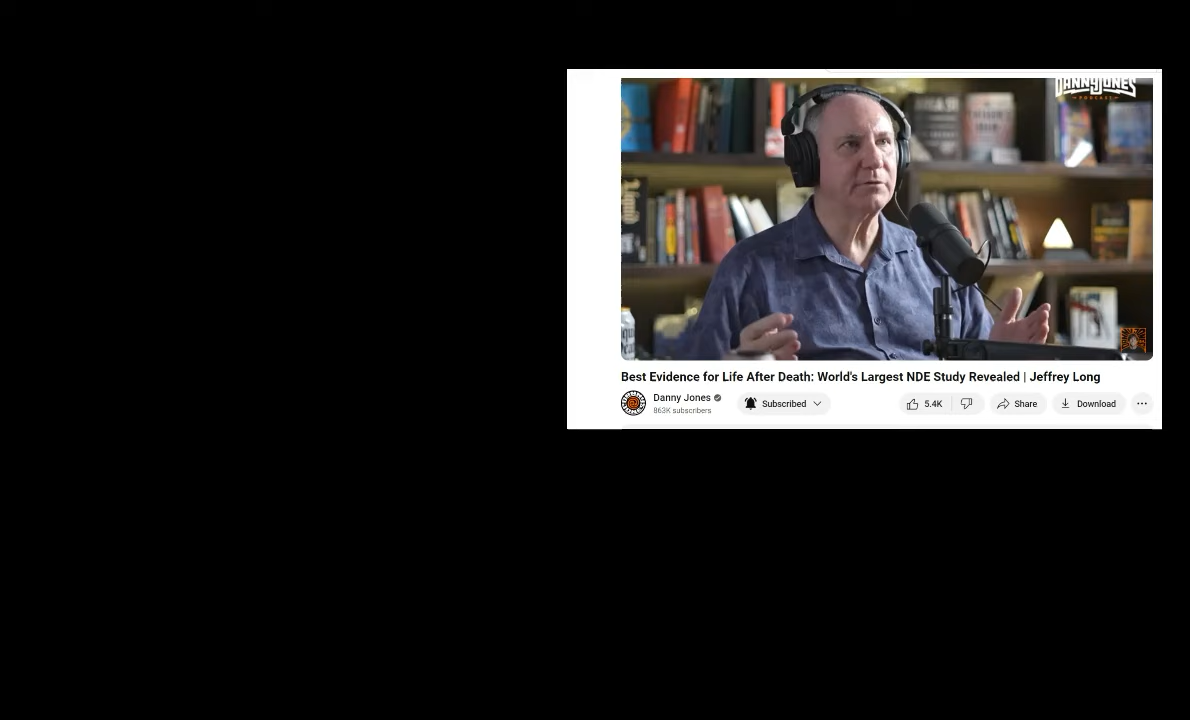 DANNY JONES
PODCAST
Best Evidence for Life After Death: World's Largest NDE Study Revealed | Jeffrey Long
Danny Jones
863K subscribers
Subscribed
5.4K
Share
Download